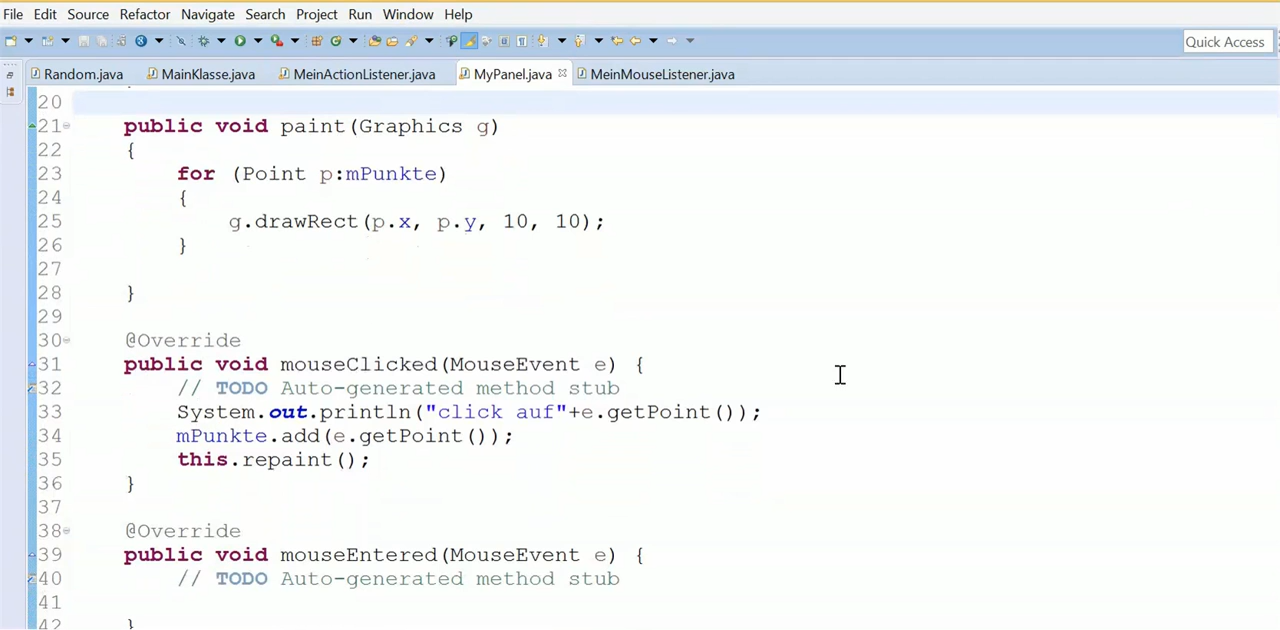 File Edit Source Refactor Navigate Search Project Run Window Help
Quick Access
Random.java MainKlasse.java MeinActionListener.java MyPanel.java MeinMouseListener.java
20
21 public void paint(Graphics g)
22 {
23 for (Point p:mPunkte)
24 {
25 g.drawRect(p.x, p.y, 10, 10);
26 }
27
28 }
29
30 @Override
31 public void mouseClicked(MouseEvent e) {
32 // TODO Auto-generated method stub
33 System.out.println("click auf"+e.getPoint());
34 mPunkte.add(e.getPoint());
35 this.repaint();
36 }
37
38 @Override
39 public void mouseEntered(MouseEvent e) {
40 // TODO Auto-generated method stub
41
42 }